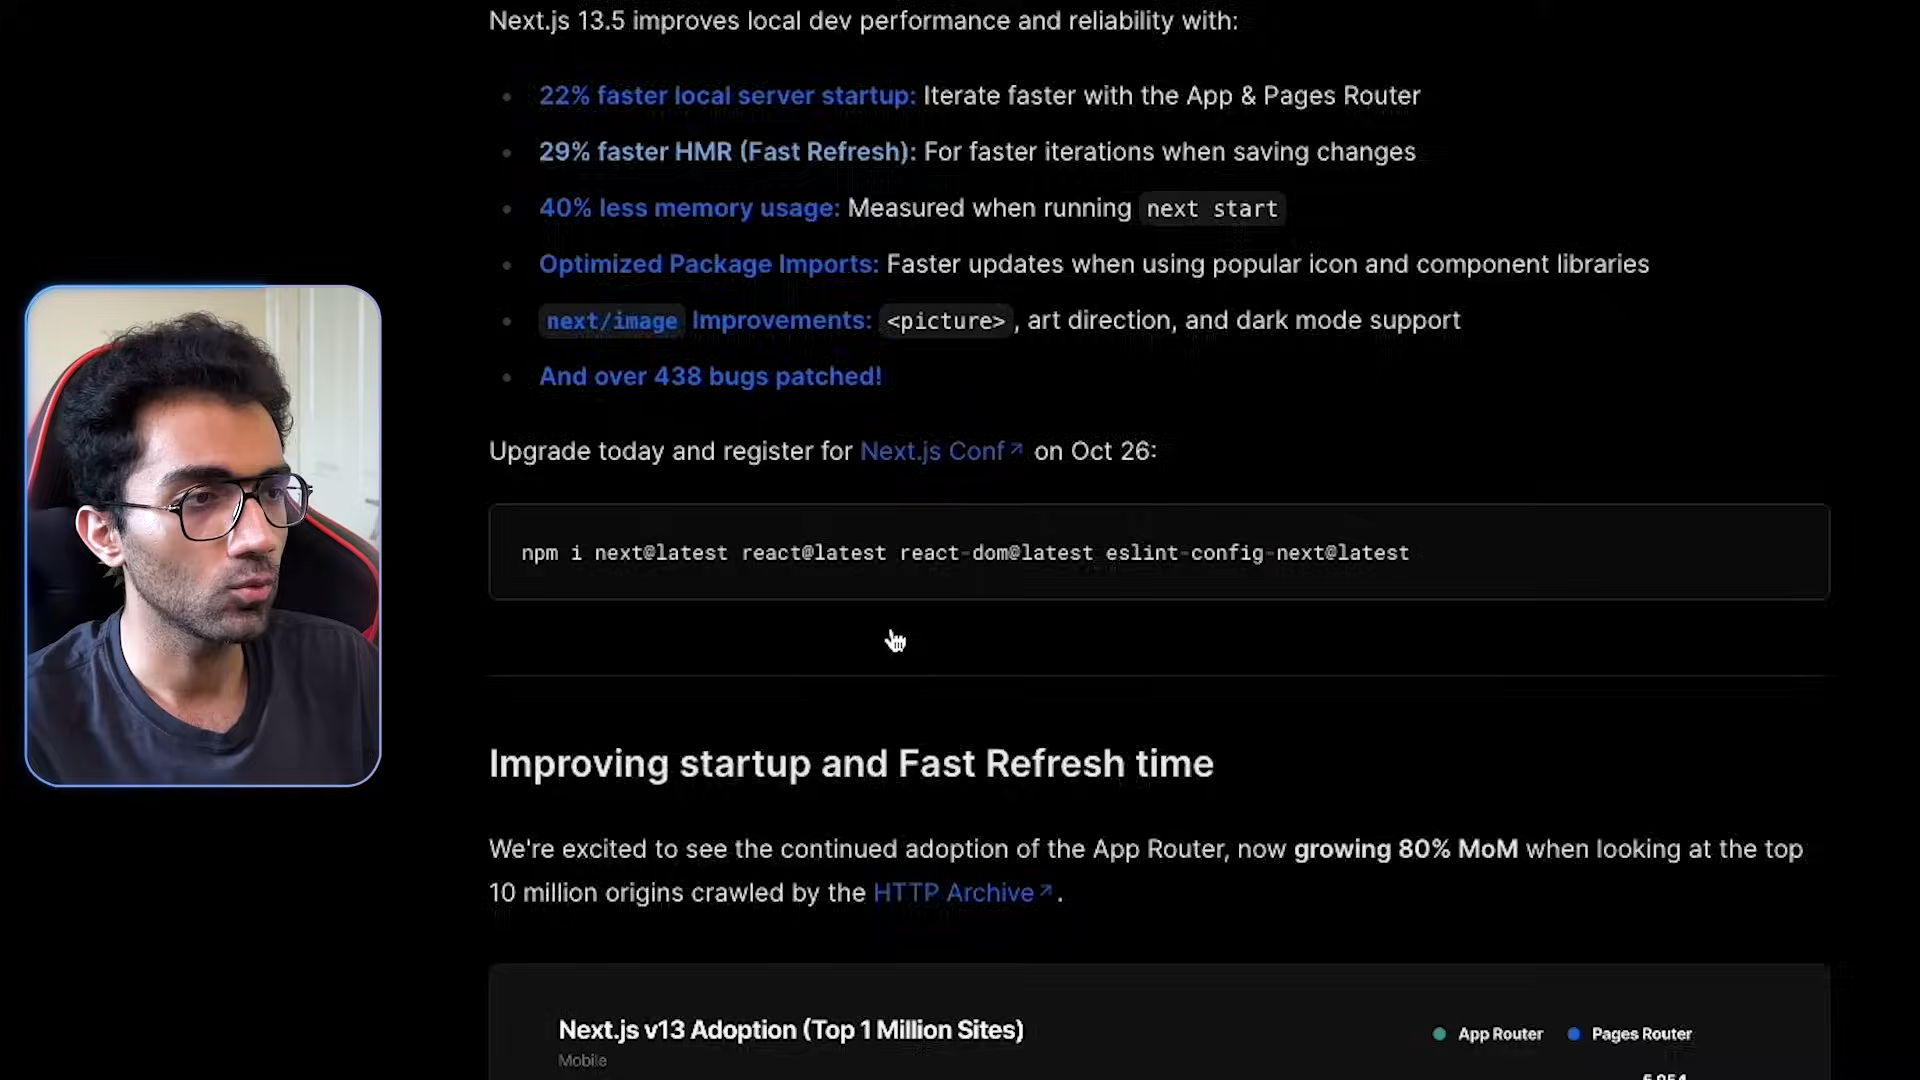 Next.js 13.5 improves local dev performance and reliability with:
22% faster local server startup: Iterate faster with the App & Pages Router
29% faster HMR (Fast Refresh): For faster iterations when saving changes
40% less memory usage: Measured when running next start
Optimized Package Imports: Faster updates when using popular icon and component libraries
next/image Improvements: <picture>, art direction, and dark mode support
And over 438 bugs patched!
Upgrade today and register for Next.js Conf↗ on Oct 26:
npm i next@latest react@latest react-dom@latest eslint-config-next@latest
Improving startup and Fast Refresh time
We're excited to see the continued adoption of the App Router, now growing 80% MoM when looking at the top
10 million origins crawled by the HTTP Archive↗.
Next.js v13 Adoption (Top 1 Million Sites)
App Router
Pages Router
Mobile